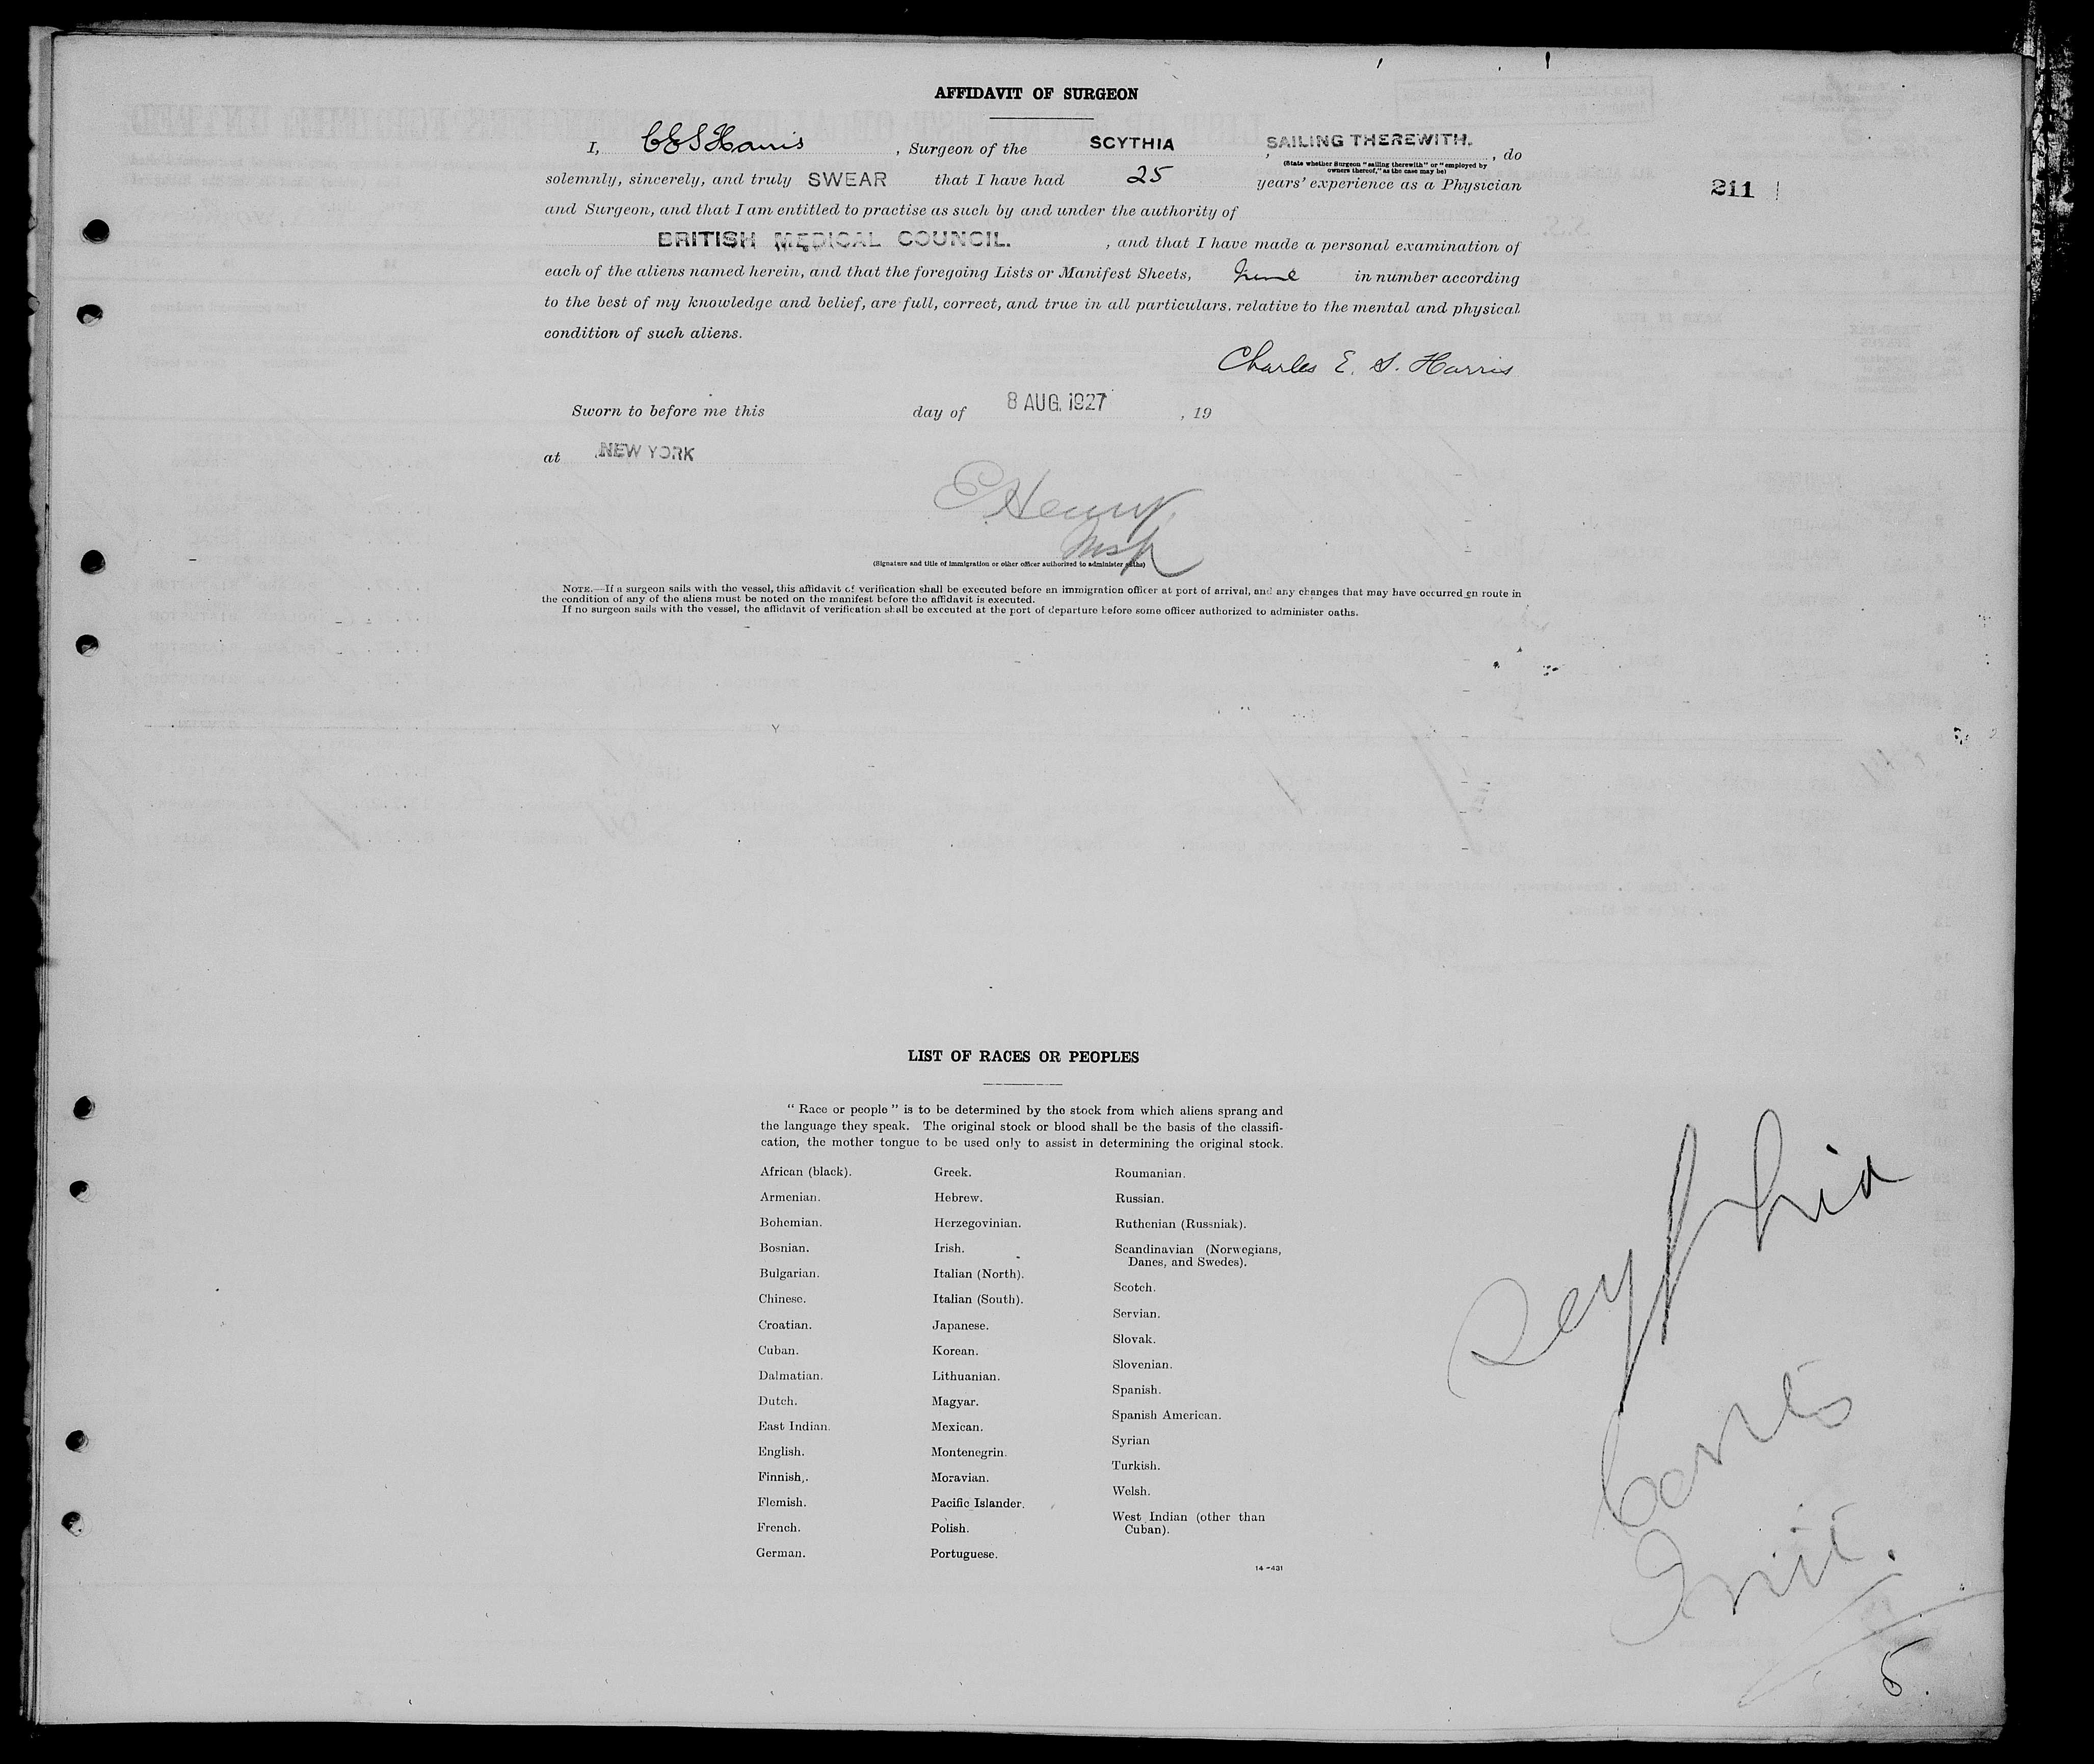 AFFIDAVIT OF SURGEON
I, C E S Harris, Surgeon of the SCYTHIA, SAILING THEREWITH., do
(State whether Surgeon "sailing therewith" or "employed by
owners thereof," as the case may be)
solemnly, sincerely, and truly SWEAR that I have had 25 years' experience as a Physician
211
and Surgeon, and that I am entitled to practise as such by and under the authority of
BRITISH MEDICAL COUNCIL., and that I have made a personal examination of
each of the aliens named herein, and that the foregoing Lists or Manifest Sheets, in number according
to the best of my knowledge and belief, are full, correct, and true in all particulars, relative to the mental and physical
condition of such aliens.
Charles E. S. Harris
Sworn to before me this day of 8 AUG. 1927, 19
at NEW YORK
E Henry
Insp
(Signature and title of immigration or other officer authorized to administer oaths)
NOTE.—If a surgeon sails with the vessel, this affidavit of verification shall be executed before an immigration officer at port of arrival, and any changes that may have occurred en route in
the condition of any of the aliens must be noted on the manifest before the affidavit is executed.
If no surgeon sails with the vessel, the affidavit of verification shall be executed at the port of departure before some officer authorized to administer oaths.
LIST OF RACES OR PEOPLES
"Race or people" is to be determined by the stock from which aliens sprang and
the language they speak. The original stock or blood shall be the basis of the classifi-
cation, the mother tongue to be used only to assist in determining the original stock.
African (black).
Armenian.
Bohemian.
Bosnian.
Bulgarian.
Chinese.
Croatian.
Cuban.
Dalmatian.
Dutch.
East Indian.
English.
Finnish.
Flemish.
French.
German.
Greek.
Hebrew.
Herzegovinian.
Irish.
Italian (North).
Italian (South).
Japanese.
Korean.
Lithuanian.
Magyar.
Mexican.
Montenegrin.
Moravian.
Pacific Islander.
Polish.
Portuguese.
Roumanian.
Russian.
Ruthenian (Russniak).
Scandinavian (Norwegians,
Danes, and Swedes).
Scotch.
Servian.
Slovak.
Slovenian.
Spanish.
Spanish American.
Syrian
Turkish.
Welsh.
West Indian (other than
Cuban).
14-431
Scythia
5